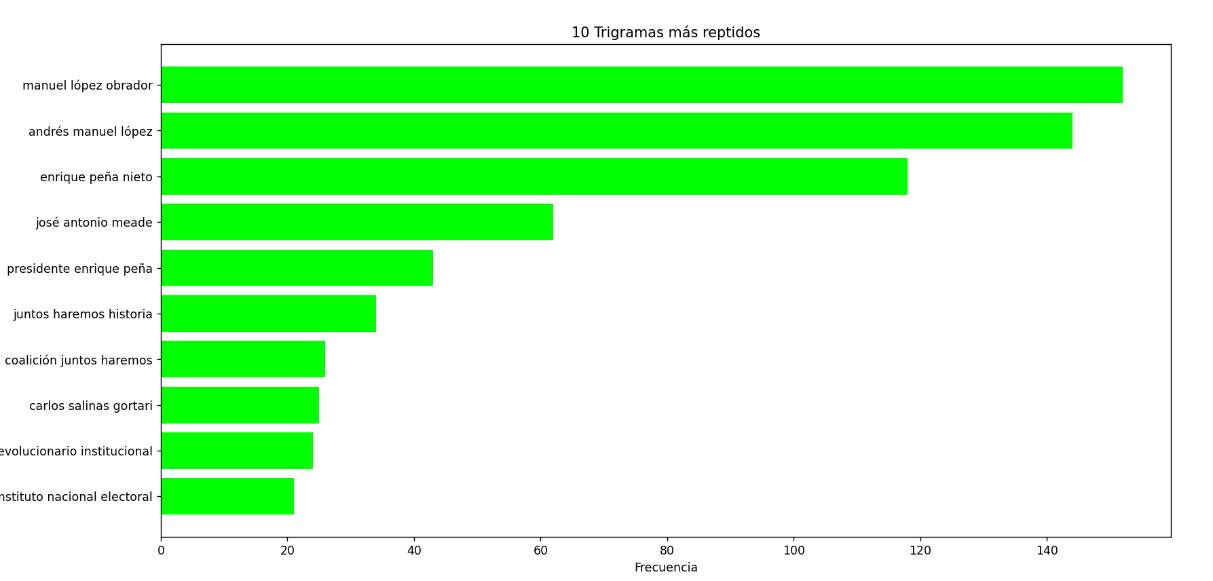 10 Trigramas más reptidos
manuel lópez obrador
andrés manuel lópez
enrique peña nieto
josé antonio meade
presidente enrique peña
juntos haremos historia
coalición juntos haremos
carlos salinas gortari
evolucionario institucional
nstituto nacional electoral
0 20 40 60 80 100 120 140
Frecuencia